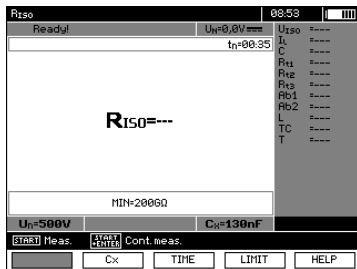 RISO 08:53
Ready! UN=0,0V
tn=00:35
RISO=---
MIN=200GΩ
Un=500V CX=130nF
UISO =---
IL =---
C =---
Rt1 =---
Rt2 =---
Rt3 =---
Ab1 =---
Ab2 =---
L =---
TC =---
T =---
START Meas. START +ENTER Cont. meas.
Cx TIME LIMIT HELP